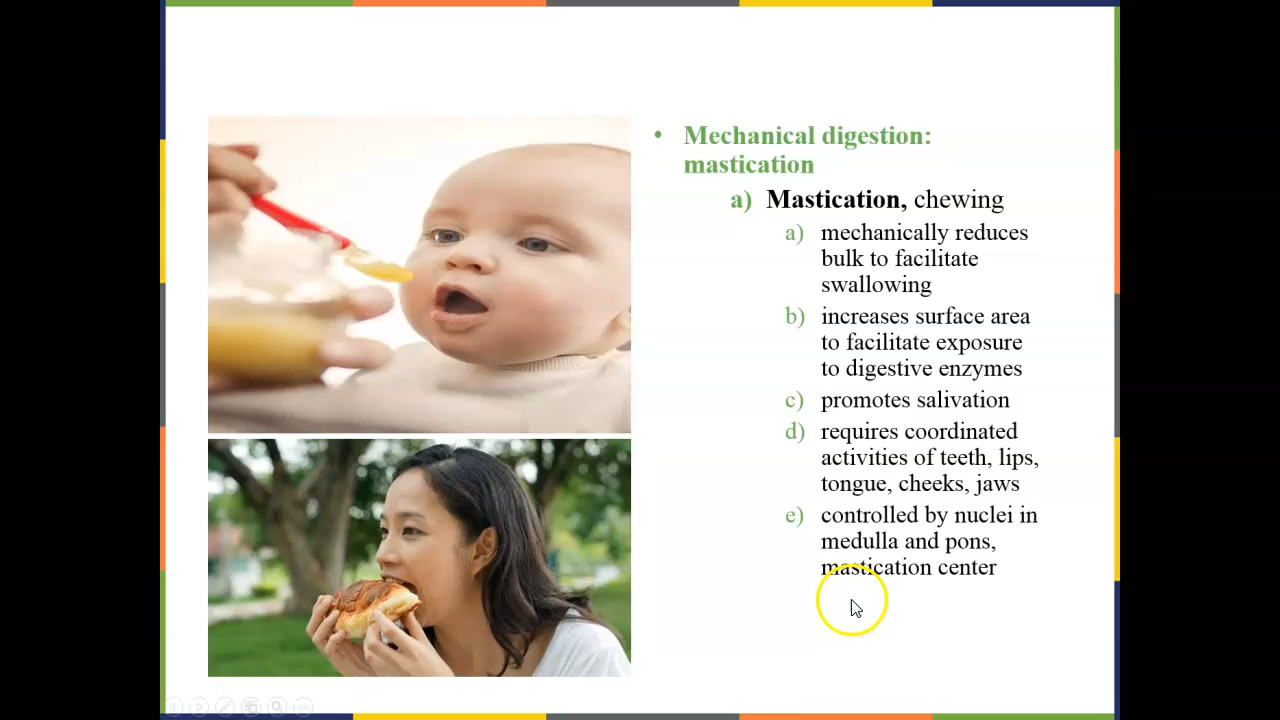 • Mechanical digestion:
mastication
a) Mastication, chewing
a) mechanically reduces
bulk to facilitate
swallowing
b) increases surface area
to facilitate exposure
to digestive enzymes
c) promotes salivation
d) requires coordinated
activities of teeth, lips,
tongue, cheeks, jaws
e) controlled by nuclei in
medulla and pons,
mastication center